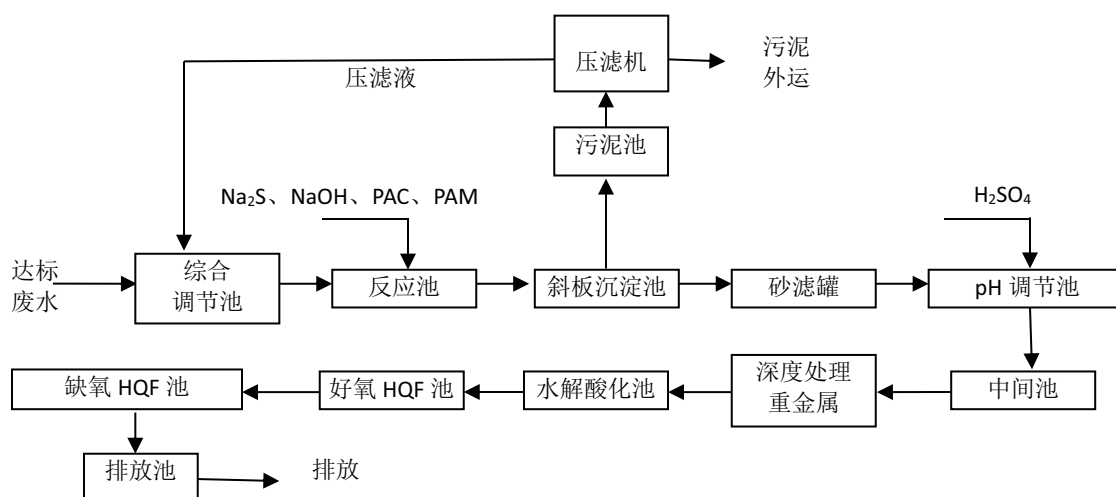 压滤机
污泥
外运
压滤液
污泥池
Na₂S、NaOH、PAC、PAM
H₂SO₄
达标
废水
综合
调节池
反应池
斜板沉淀池
砂滤罐
pH 调节池
缺氧 HQF 池
好氧 HQF 池
水解酸化池
深度处理
重金属
中间池
排放池
排放